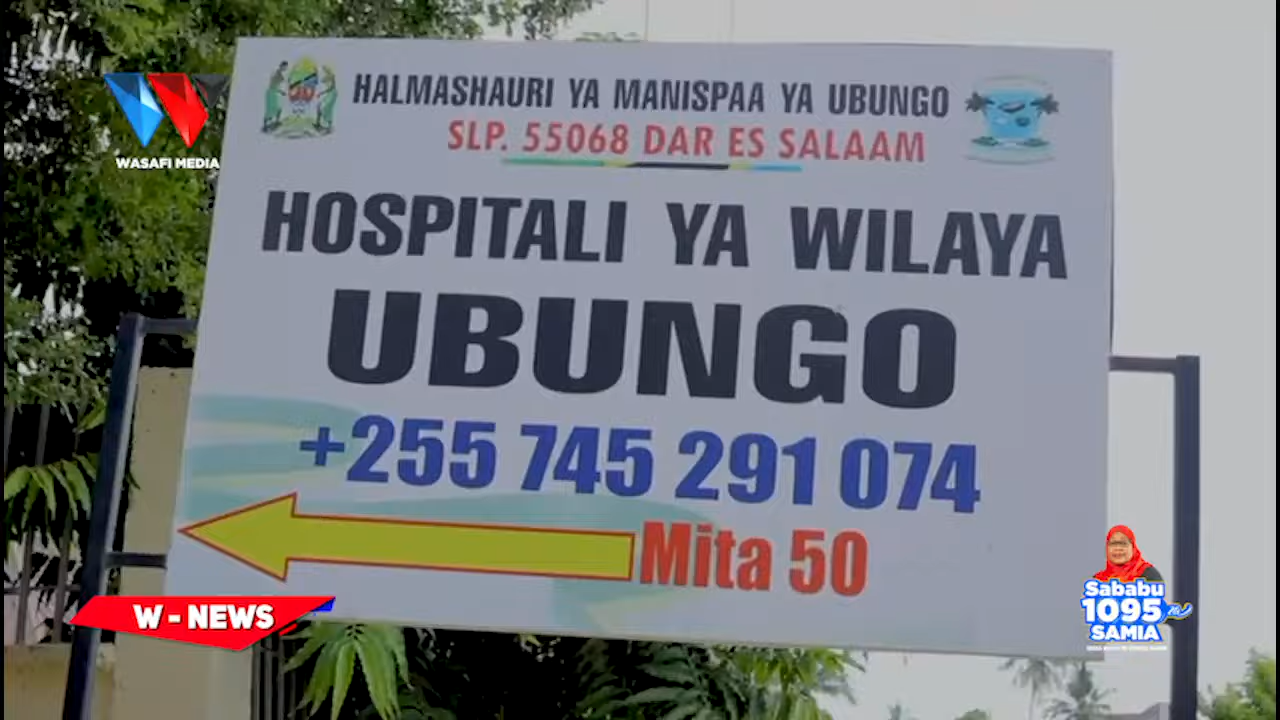 HALMASHAURI YA MANISPAA YA UBUNGO
SLP. 55068 DAR ES SALAAM
WASAFI MEDIA
HOSPITALI YA WILAYA
UBUNGO
+255 745 291 074
Mita 50
W - NEWS
Sababu
1095
SAMIA